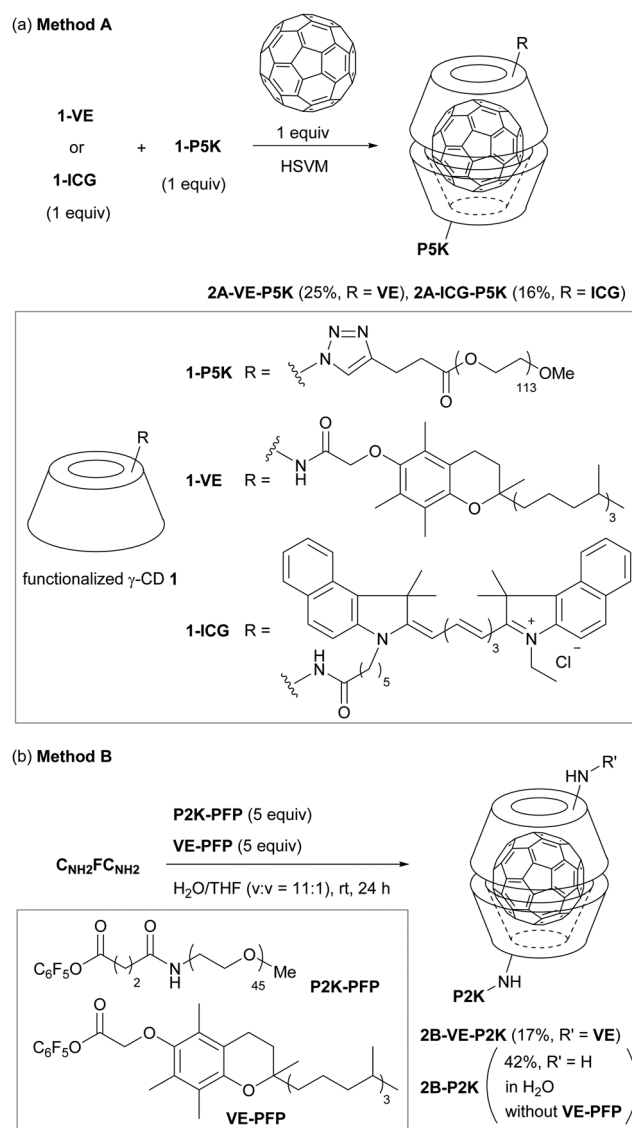 (a) Method A
R
1-VE
or
1-ICG
(1 equiv)
+
1-P5K
(1 equiv)
1 equiv
HSVM
P5K
2A-VE-P5K (25%, R = VE), 2A-ICG-P5K (16%, R = ICG)
R
functionalized γ-CD 1
1-P5K R =
N=N
N
O
O
113
OMe
1-VE R =
O
N
H
O
O
3
1-ICG R =
N
3
N
+
Cl−
H
N
O
5
(b) Method B
HN
R'
P2K-PFP (5 equiv)
VE-PFP (5 equiv)
CNH2FCNH2
H2O/THF (v:v = 11:1), rt, 24 h
C6F5O
O
2
O
N
H
O
45
Me
P2K-PFP
C6F5O
O
O
O
3
VE-PFP
P2K
NH
2B-VE-P2K (17%, R' = VE)
2B-P2K
42%, R' = H
in H2O
without VE-PFP